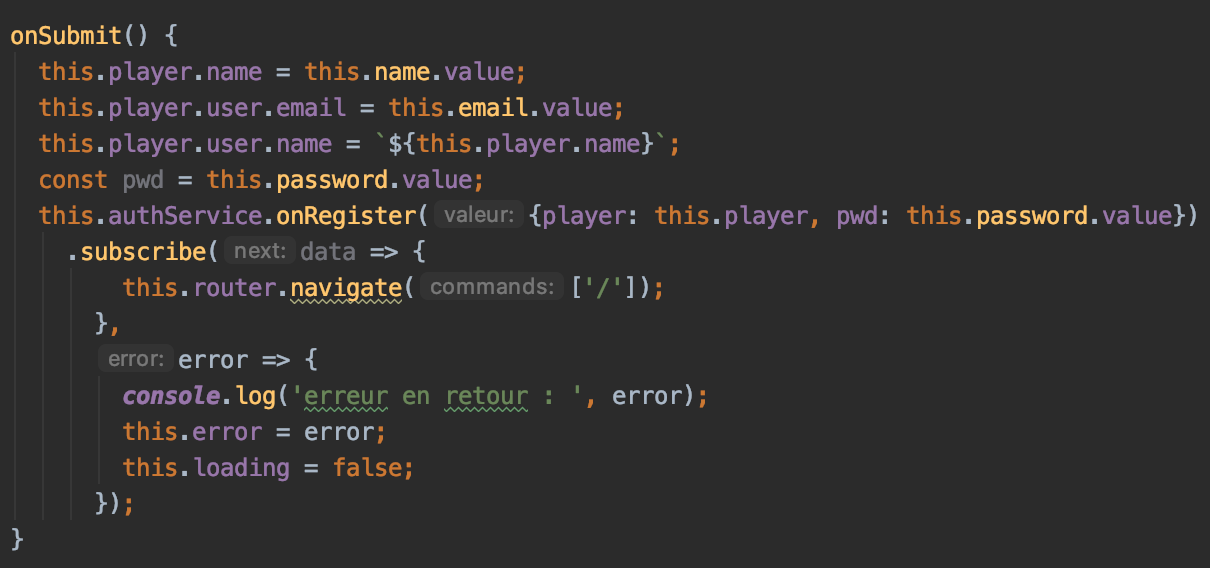 onSubmit() {
this.player.name = this.name.value;
this.player.user.email = this.email.value;
this.player.user.name = `${this.player.name}`;
const pwd = this.password.value;
this.authService.onRegister( valeur: {player: this.player, pwd: this.password.value})
.subscribe( next: data => {
this.router.navigate( commands: ['/']);
},
error: error => {
console.log('erreur en retour : ', error);
this.error = error;
this.loading = false;
});
}